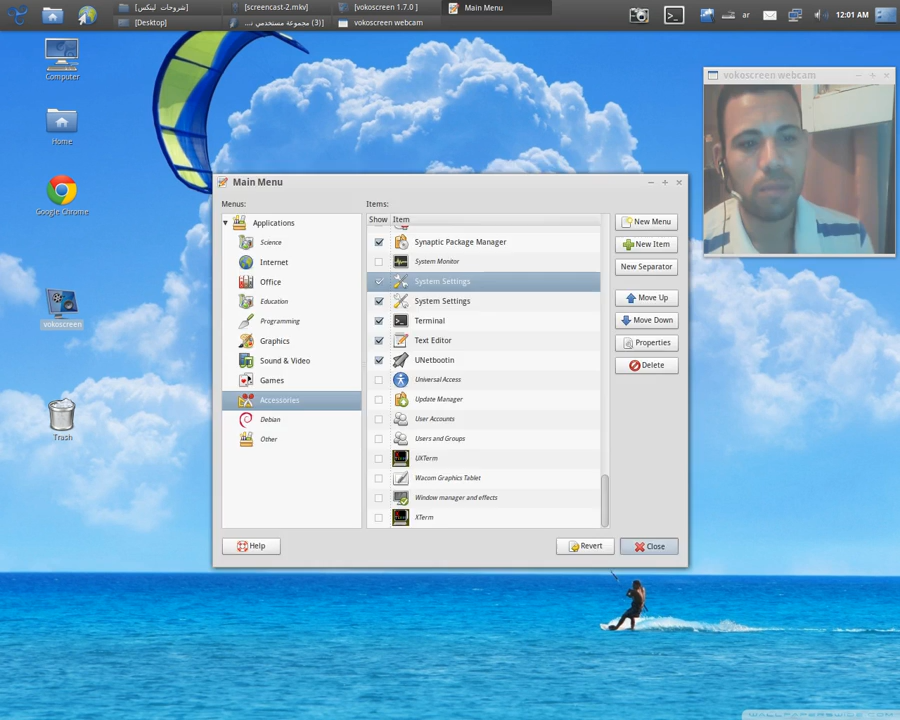 [شروحات لينكس]
[screencast-2.mkv]
[vokoscreen 1.7.0 ]
Main Menu
[Desktop]
(3) مجموعة مستخدمي ...
vokoscreen webcam
ar
12:01 AM
Computer
Home
Google Chrome
vokoscreen
Trash
vokoscreen webcam
Main Menu
Menus:
Applications
Science
Internet
Office
Education
Programming
Graphics
Sound & Video
Games
Accessories
Debian
Other
Items:
Show Item
Synaptic Package Manager
System Monitor
System Settings
System Settings
Terminal
Text Editor
UNetbootin
Universal Access
Update Manager
User Accounts
Users and Groups
UXTerm
Wacom Graphics Tablet
Window manager and effects
XTerm
New Menu
New Item
New Separator
Move Up
Move Down
Properties
Delete
Help
Revert
Close